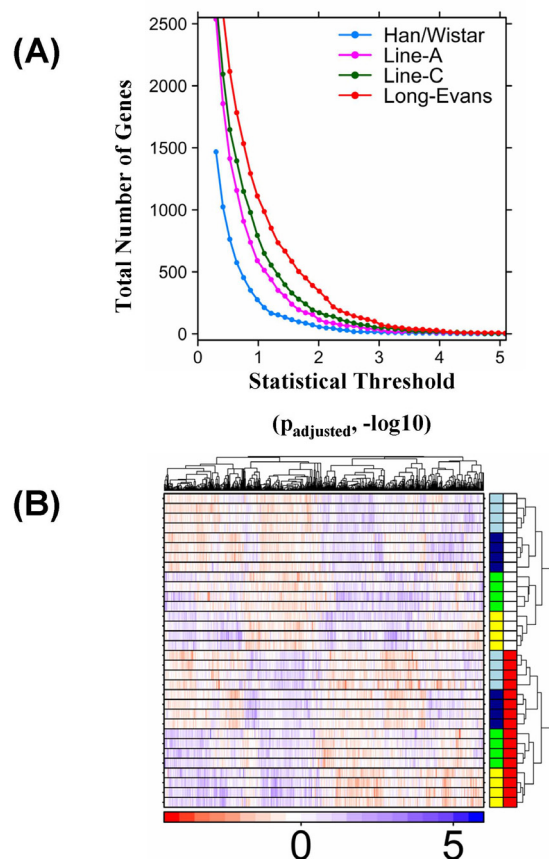 (A)
Total Number of Genes
2500
2000
1500
1000
500
0
Han/Wistar
Line-A
Line-C
Long-Evans
0 1 2 3 4 5
Statistical Threshold
(padjusted, -log10)
(B)
0 5